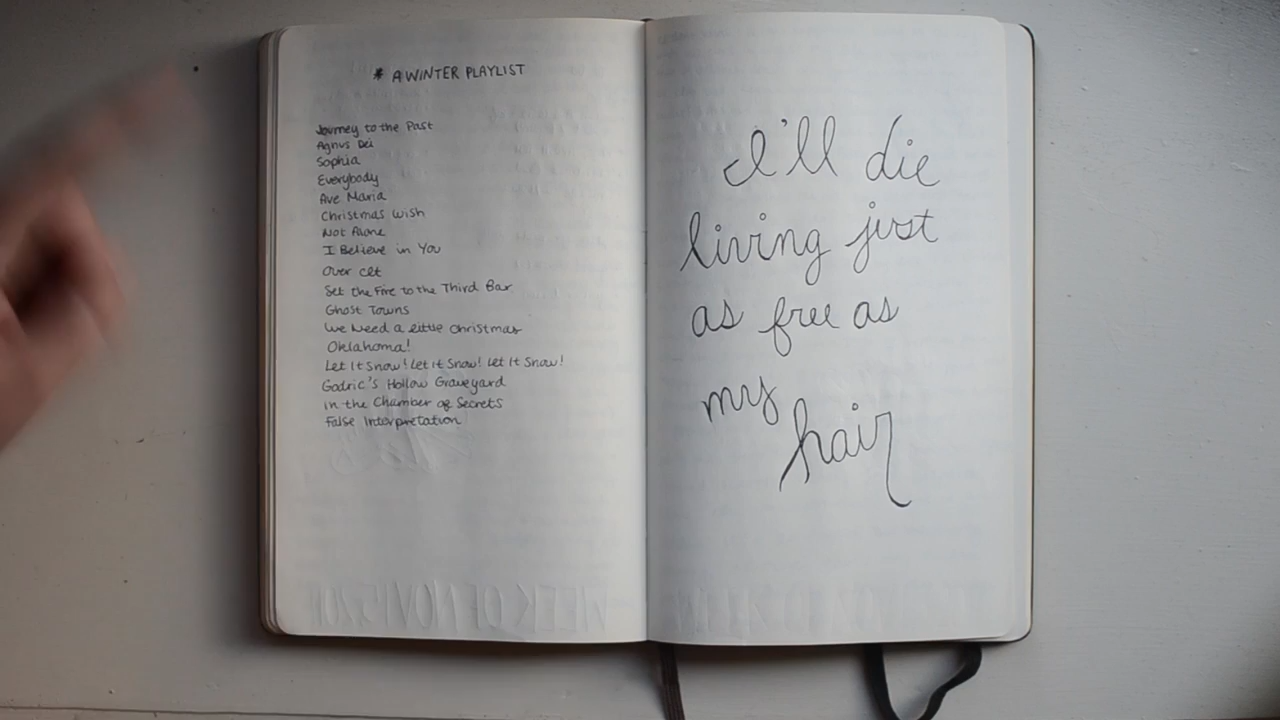 * A WINTER PLAYLIST
Journey to the Past
Agnus Dei
Sophia
Everybody
Ave Maria
Christmas Wish
Not Alone
I Believe in You
Over
Set the Fire to the Third Bar
Ghost Towns
We Need a Little Christmas
Oklahoma!
Let It Snow! Let It Snow! Let It Snow!
Godric's Hollow Graveyard
In the Chamber of Secrets
False Interpretation
I'll die
living just
as free as
my
hair